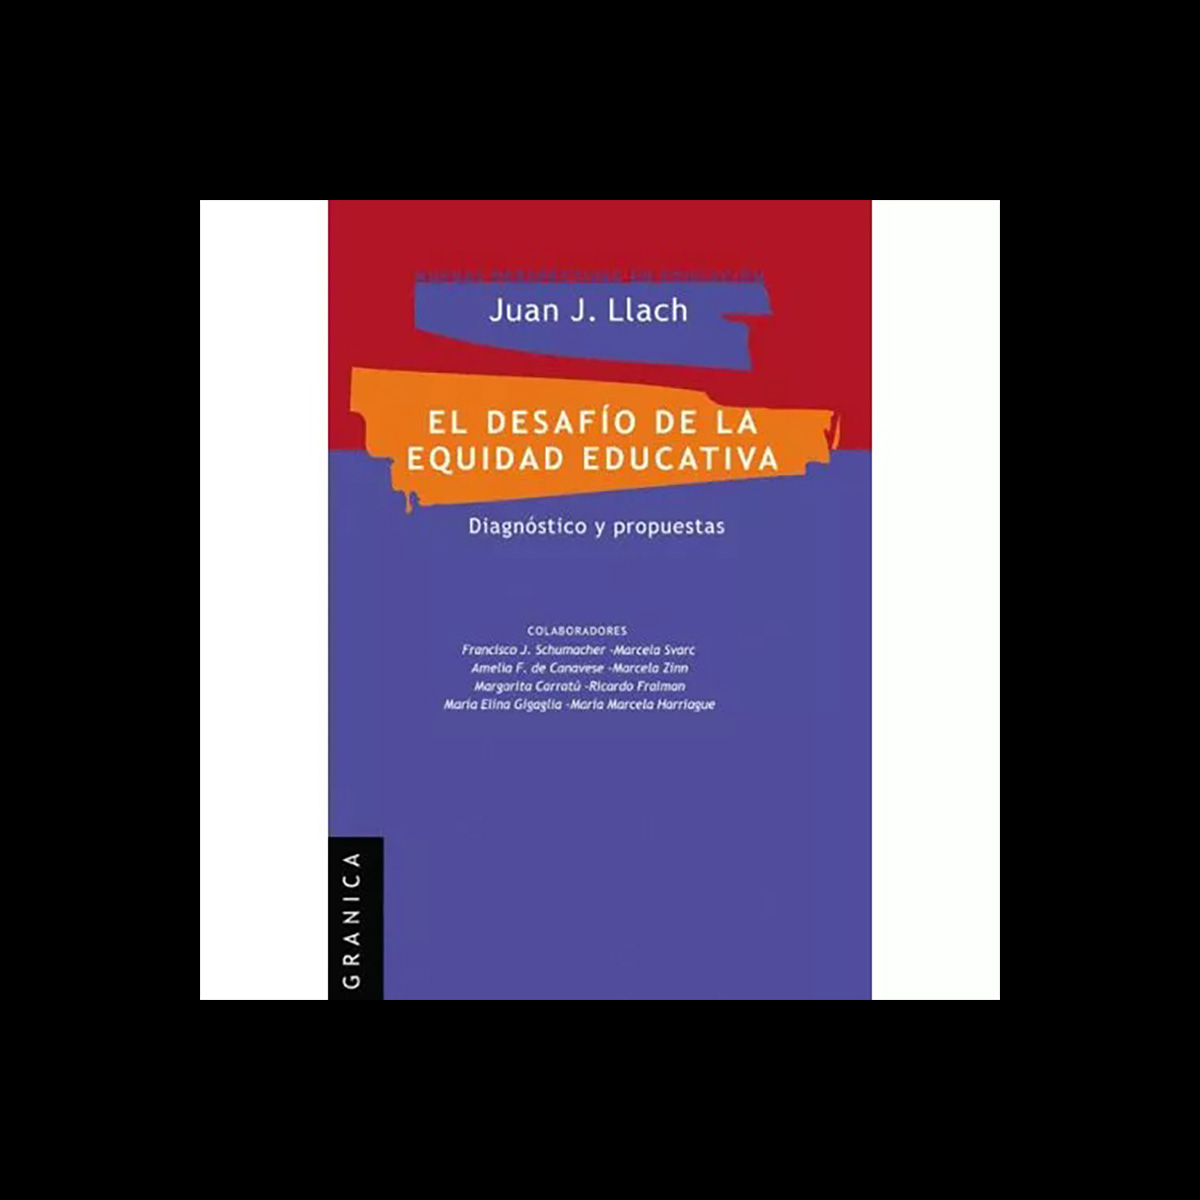 Juan J. Llach
EL DESAFÍO DE LA
EQUIDAD EDUCATIVA
Diagnóstico y propuestas
COLABORADORES
Francisco J. Schumacher -Marcela Svarc
Amelia F. de Canavese -Marcela Zinn
Margarita Carratú -Ricardo Fraiman
María Elina Gigaglia -María Marcela Harriague
GRANICA